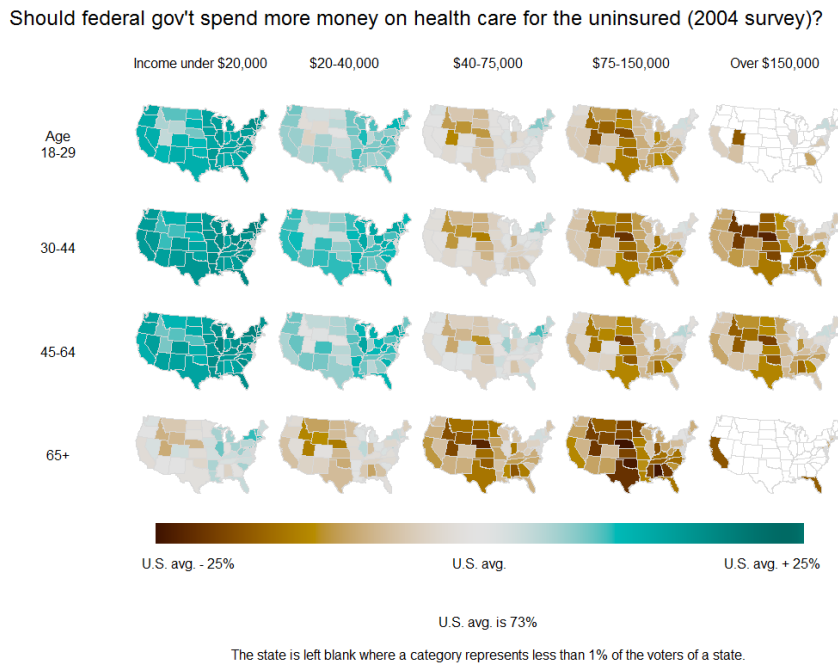 Should federal gov't spend more money on health care for the uninsured (2004 survey)?
Income under $20,000 $20-40,000 $40-75,000 $75-150,000 Over $150,000
Age
18-29
30-44
45-64
65+
U.S. avg. - 25% U.S. avg. U.S. avg. + 25%
U.S. avg. is 73%
The state is left blank where a category represents less than 1% of the voters of a state.